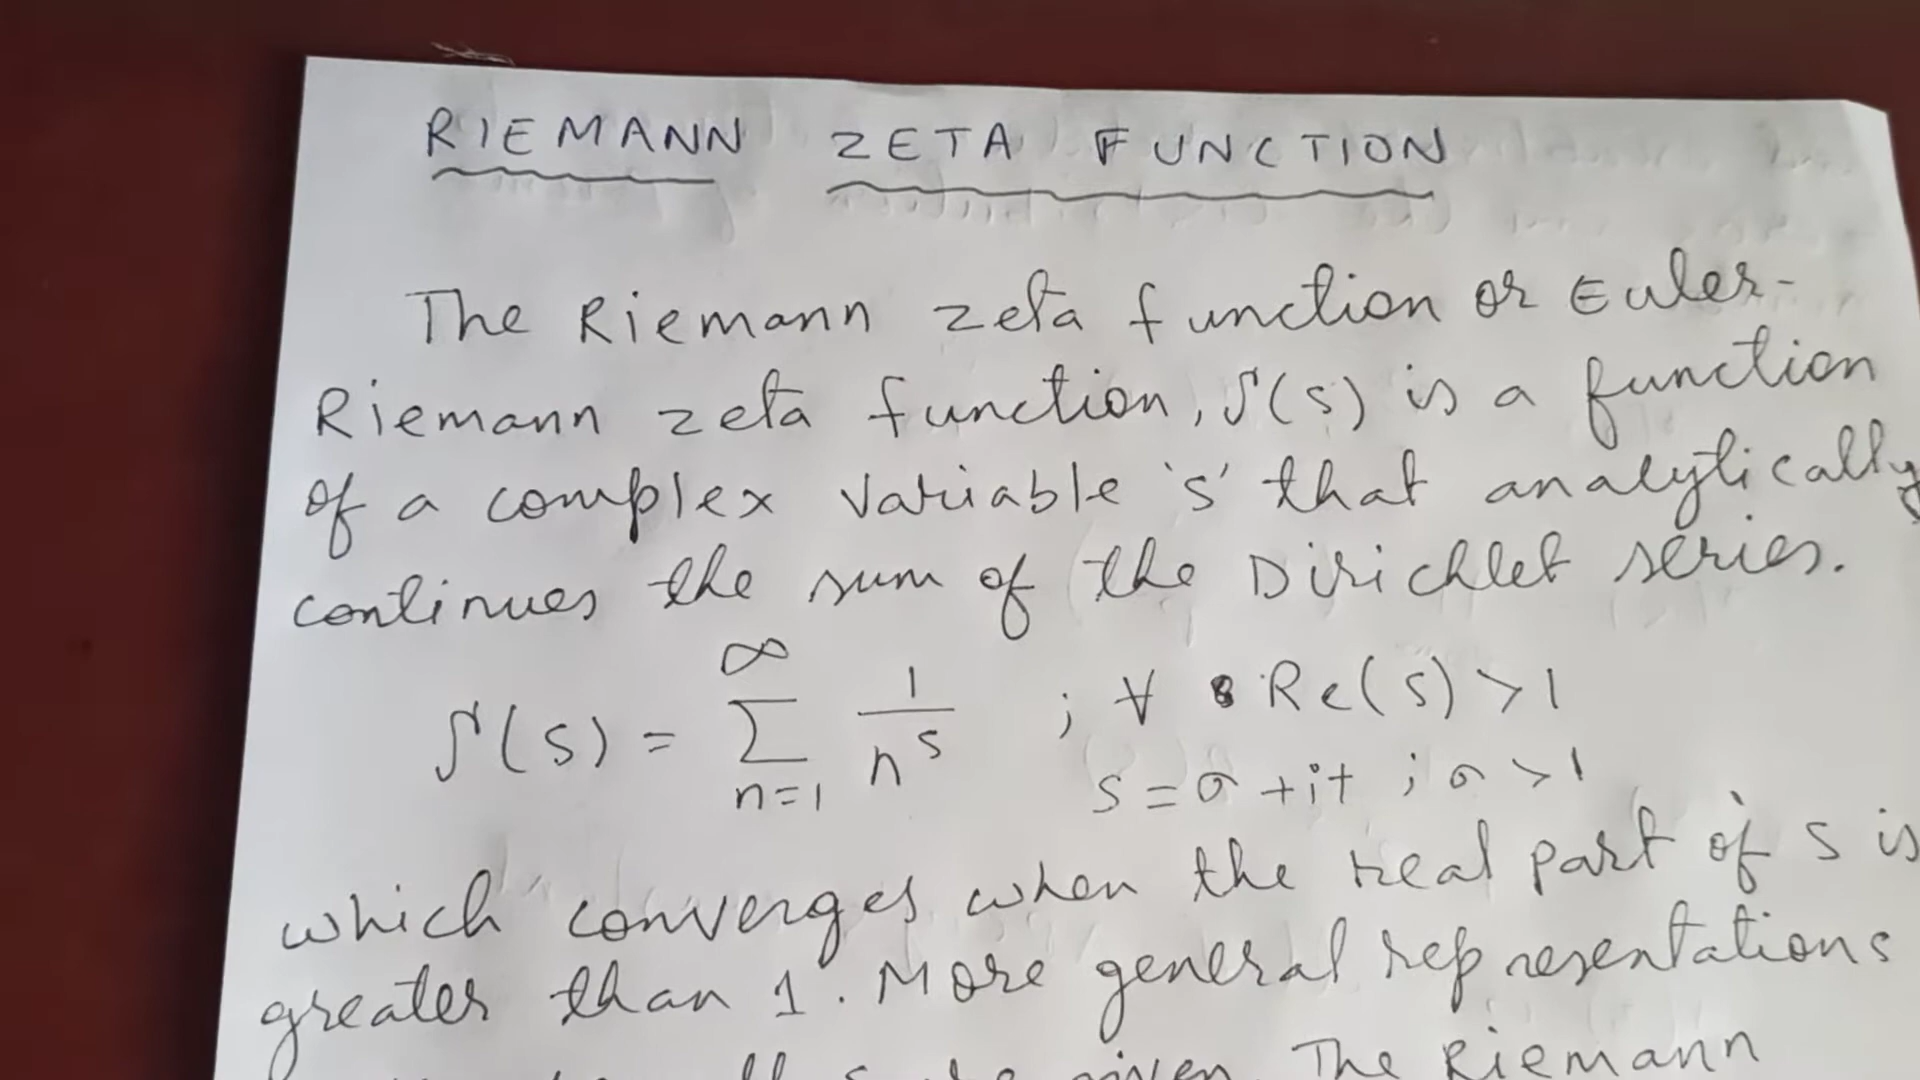 RIEMANN ZETA FUNCTION
The Riemann zeta function or Euler-
Riemann zeta function, ζ(s) is a function
of a complex variable 's' that analytically
continues the sum of the Dirichlet series.
ζ(s) = ∑_{n=1}^{∞} 1/n^s ; ∀ Re(s) > 1
s = σ + it ; σ > 1
which converges when the real part of s is
greater than 1. More general representations
given. The Riemann